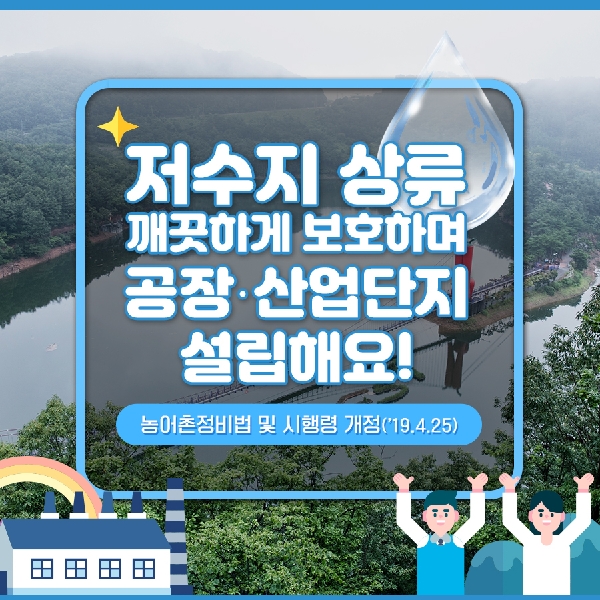 저수지 상류
깨끗하게 보호하며
공장·산업단지
설립해요!
농어촌정비법 및 시행령 개정('19.4.25)